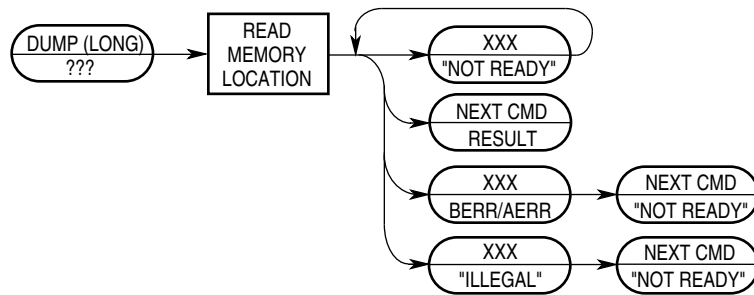 DUMP (LONG)
???
READ
MEMORY
LOCATION
XXX
"NOT READY"
NEXT CMD
RESULT
XXX
BERR/AERR
NEXT CMD
"NOT READY"
XXX
"ILLEGAL"
NEXT CMD
"NOT READY"